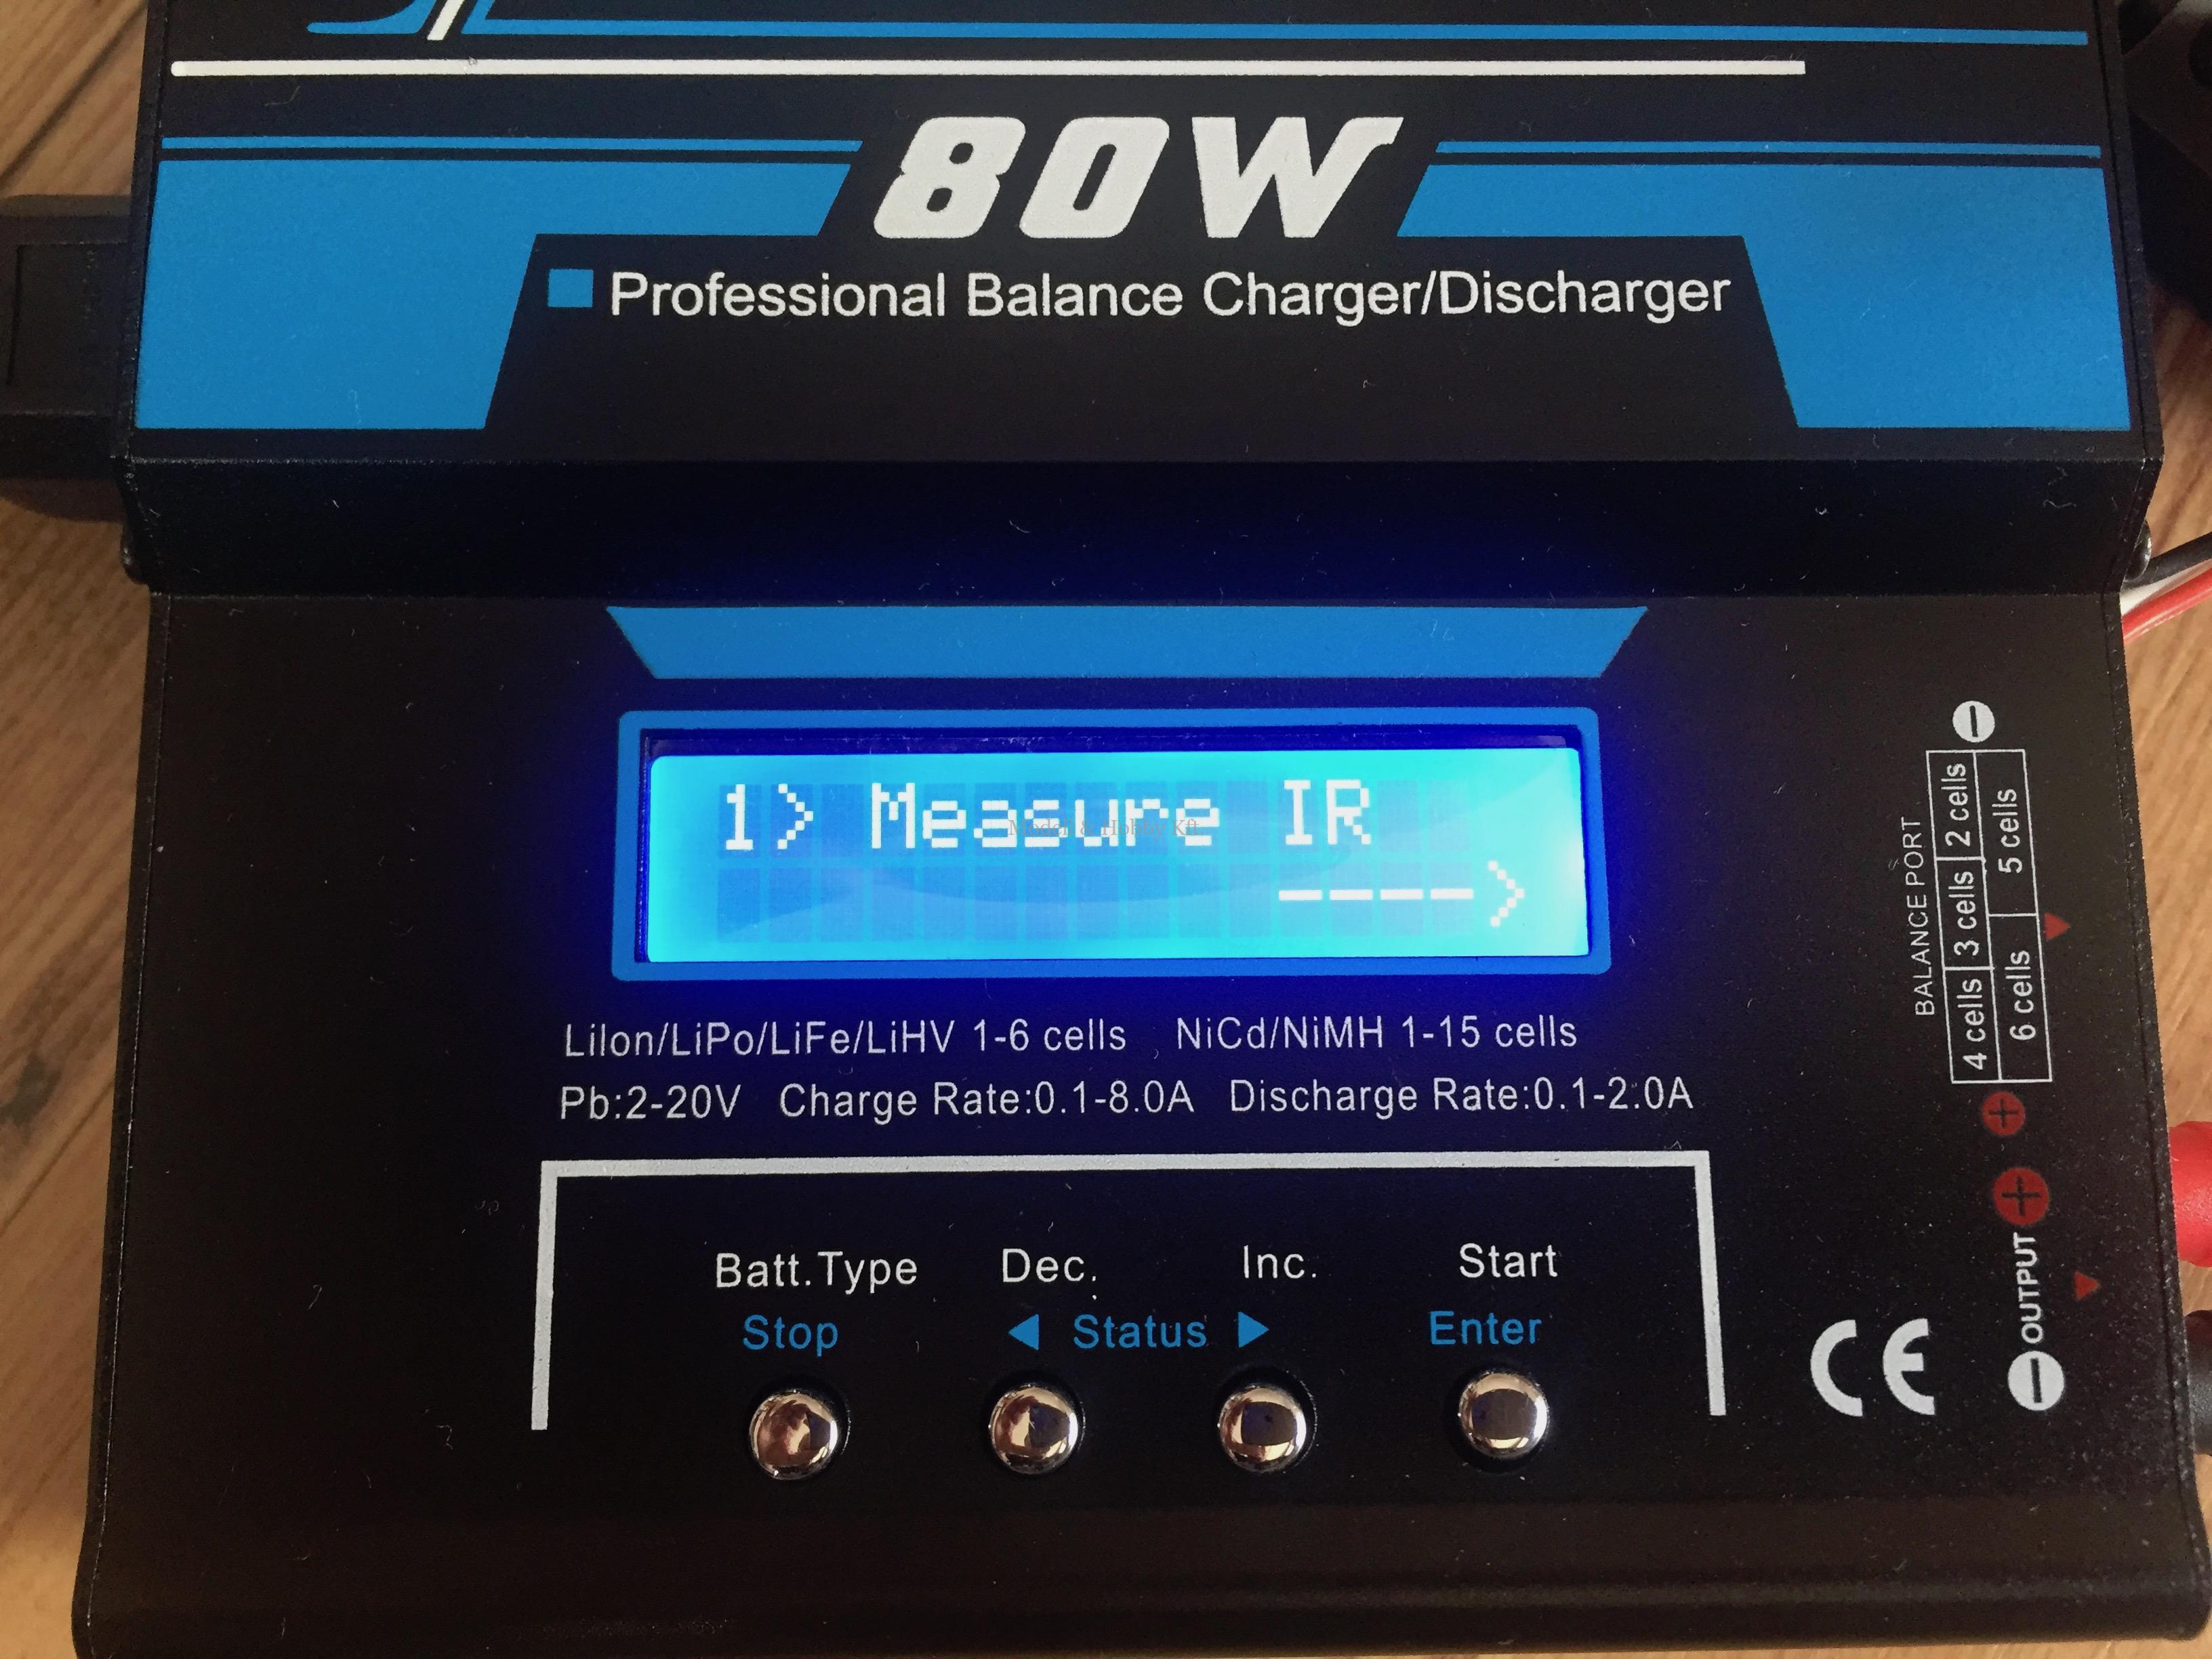 80W
Professional Balance Charger/Discharger
1> Measure IR
---->
Model & Hobby Kft
LiIon/LiPo/LiFe/LiHV 1-6 cells NiCd/NiMH 1-15 cells
Pb:2-20V Charge Rate:0.1-8.0A Discharge Rate:0.1-2.0A
Batt.Type Dec. Inc. Start
Stop ◀ Status ▶ Enter
BALANCE PORT
4 cells 3 cells 2 cells
6 cells 5 cells
OUTPUT
CE